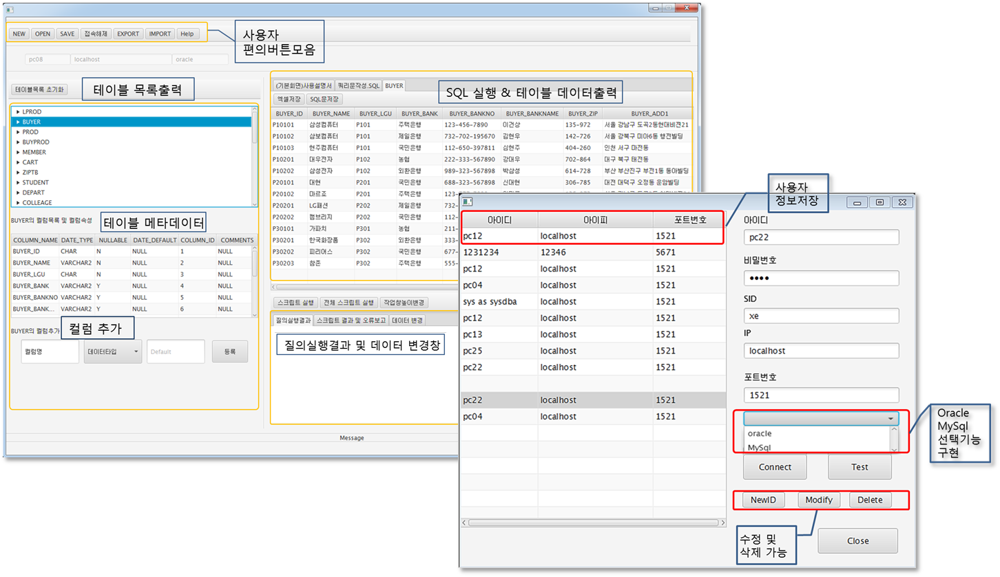 NEW OPEN SAVE 접속해제 EXPORT IMPORT Help
사용자
편의버튼모음
pc08 localhost oracle
테이블목록 초기화
테이블 목록출력
LPROD
BUYER
PROD
BUYPROD
MEMBER
CART
ZIPTB
STUDENT
DEPART
COLLEAGE
BUYER의 컬럼목록 및 컬럼속성
테이블 메타데이터
COLUMN_NAME DATE_TYPE NULLABLE DATE_DEFAULT COLUMN_ID COMMENTS
BUYER_ID CHAR N NULL 1 NULL
BUYER_NAME VARCHAR2 N NULL 2 NULL
BUYER_LGU CHAR N NULL 3 NULL
BUYER_BANK VARCHAR2 Y NULL 4 NULL
BUYER_BANKNO VARCHAR2 Y NULL 5 NULL
BUYER_BANK... VARCHAR2 Y NULL 6 NULL
BUYER의 컬럼추가
컬럼 추가
컬럼명 데이터타입 Default 등록
(기본화면)사용설명서 쿼리문작성.SQL BUYER
SQL 실행 & 테이블 데이터출력
엑셀저장 SQL문저장
BUYER_ID BUYER_NAME BUYER_LGU BUYER_BANK BUYER_BANKNO BUYER_BANKNAME BUYER_ZIP BUYER_ADD1
P10101 삼성컴퓨터 P101 주택은행 123-456-7890 이건상 135-972 서울 강남구 도곡2동현대비젼21
P10102 삼보컴퓨터 P101 제일은행 732-702-195670 김현우 142-726 서울 강북구 미아6동 행전빌딩
P10103 현주컴퓨터 P101 국민은행 112-650-397811 심현주 404-260 인천 서구 마전동
P10201 대우전자 P102 농협 222-333-567890 강대우 702-864 대구 북구 태전동
P10202 삼성전자 P102 외환은행 989-323-567898 박삼성 614-728 부산 부산진구 부전1동 동아빌딩
P20101 대현 P201 국민은행 688-323-567898 신대현 306-785 대전 대덕구 오정동 운암빌딩
P20102 마르죠 P201 주택은행 123-
P20201 LG패션 P202 제일은행 732-
P20202 캠브리지 P202 국민은행 112-
P30101 가파치 P301 농협 211-
P30201 한국화장품 P302 외환은행 333-
P30202 피리어스 P302 국민은행 677-
P30203 참존 P302 주택은행 555-
스크립트 실행 전체 스크립트 실행 작업창높이변경
질의실행결과 스크립트 결과 및 오류보고 데이터 변경
질의실행결과 및 데이터 변경창
Message
사용자
정보저장
아이디 아이피 포트번호
pc12 localhost 1521
1231234 12346 5671
pc12 localhost 1521
pc04 localhost 1521
sys as sysdba localhost 1521
pc12 localhost 1521
pc13 localhost 1521
pc25 localhost 1521
pc22 localhost 1521
pc22 localhost 1521
pc04 localhost 1521
아이디
pc22
비밀번호
SID
xe
IP
localhost
포트번호
1521
oracle
MySql
Oracle
MySql
선택기능
구현
Connect Test
NewID Modify Delete
수정 및
삭제 가능
Close